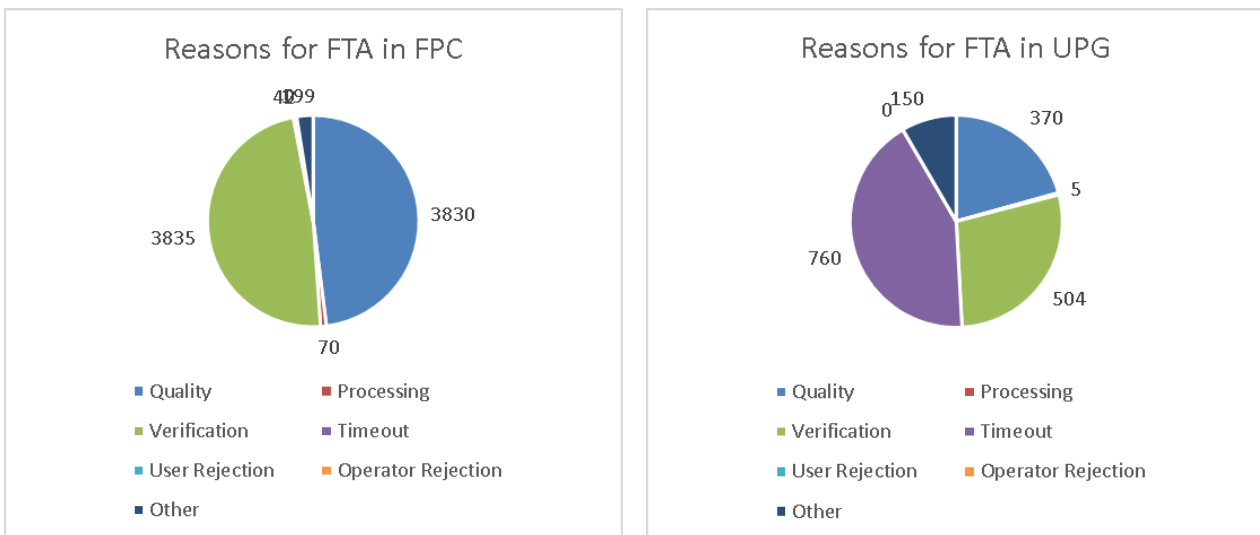 Reasons for FTA in FPC
199
3830
3835
70
Quality
Processing
Verification
Timeout
User Rejection
Operator Rejection
Other
Reasons for FTA in UPG
0
150
370
5
760
504
Quality
Processing
Verification
Timeout
User Rejection
Operator Rejection
Other